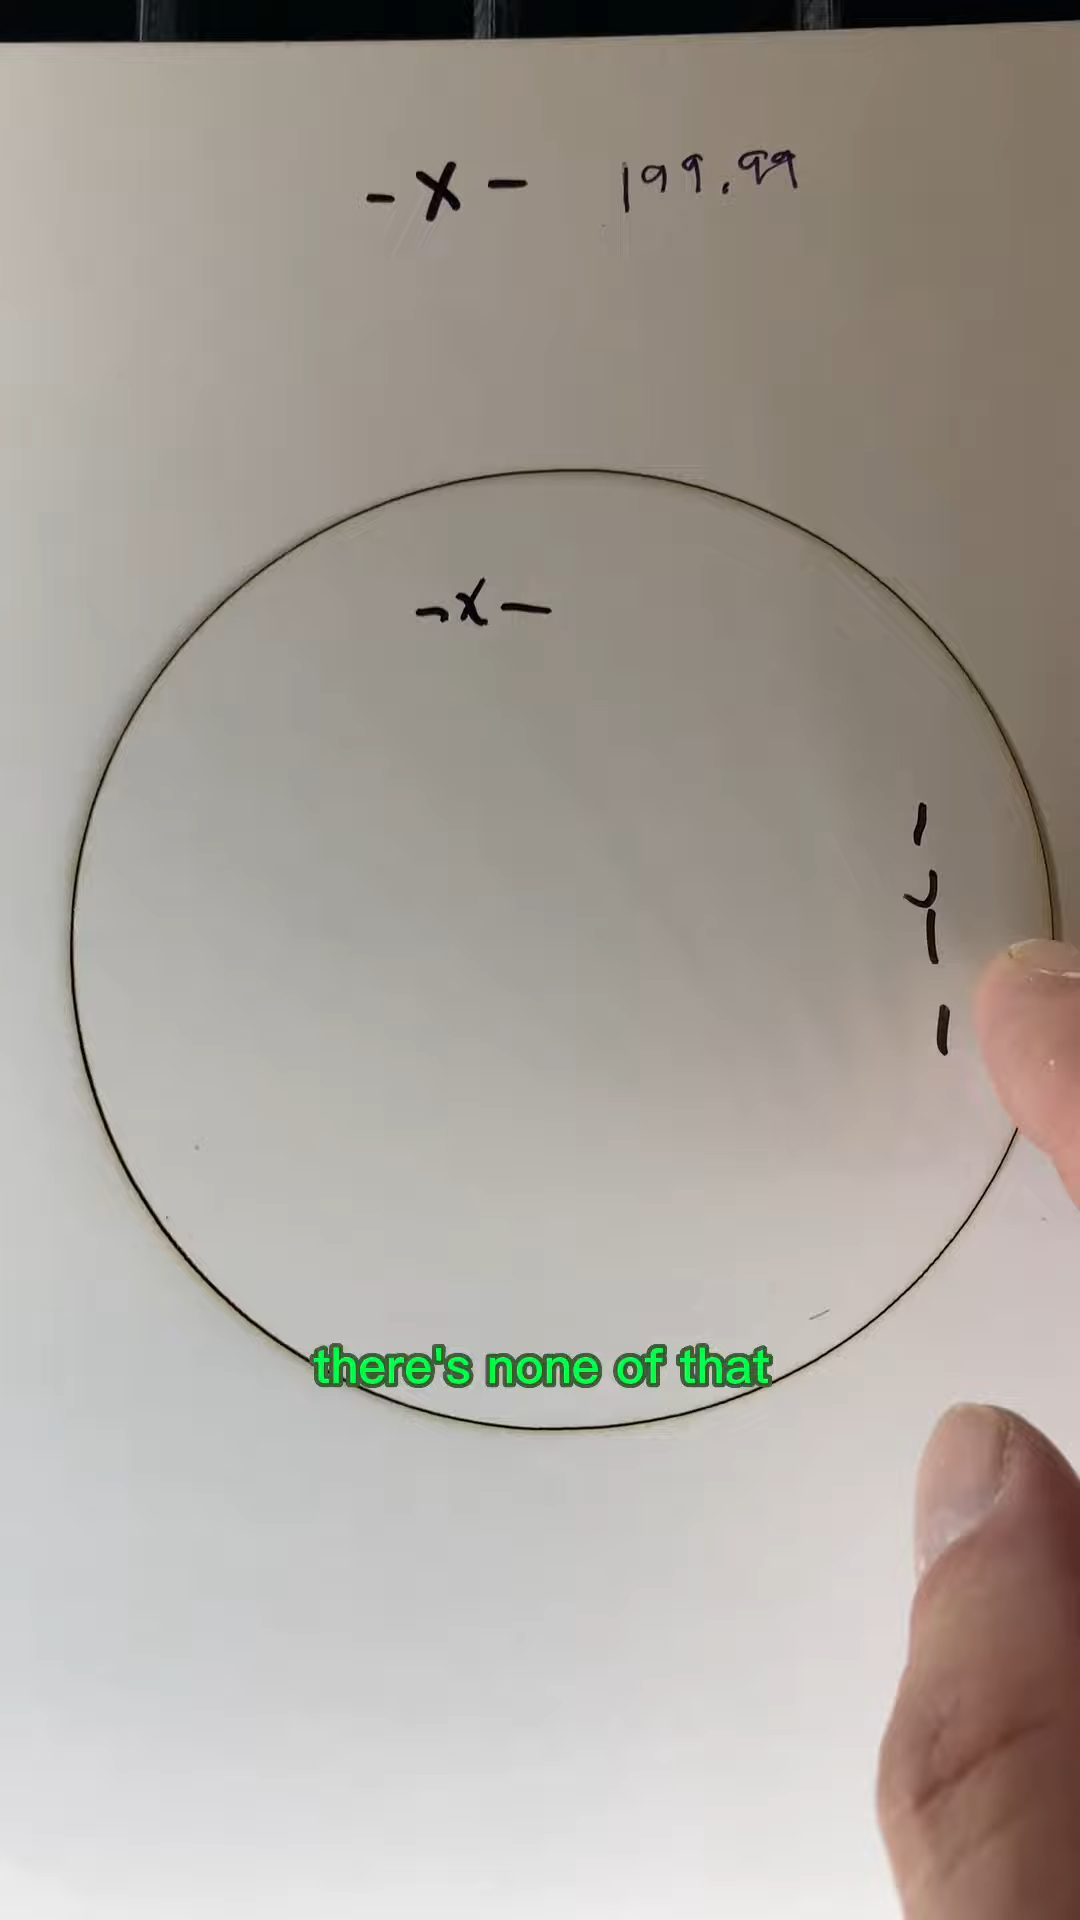 - X - 199.99
- x -
- Y -
there's none of that